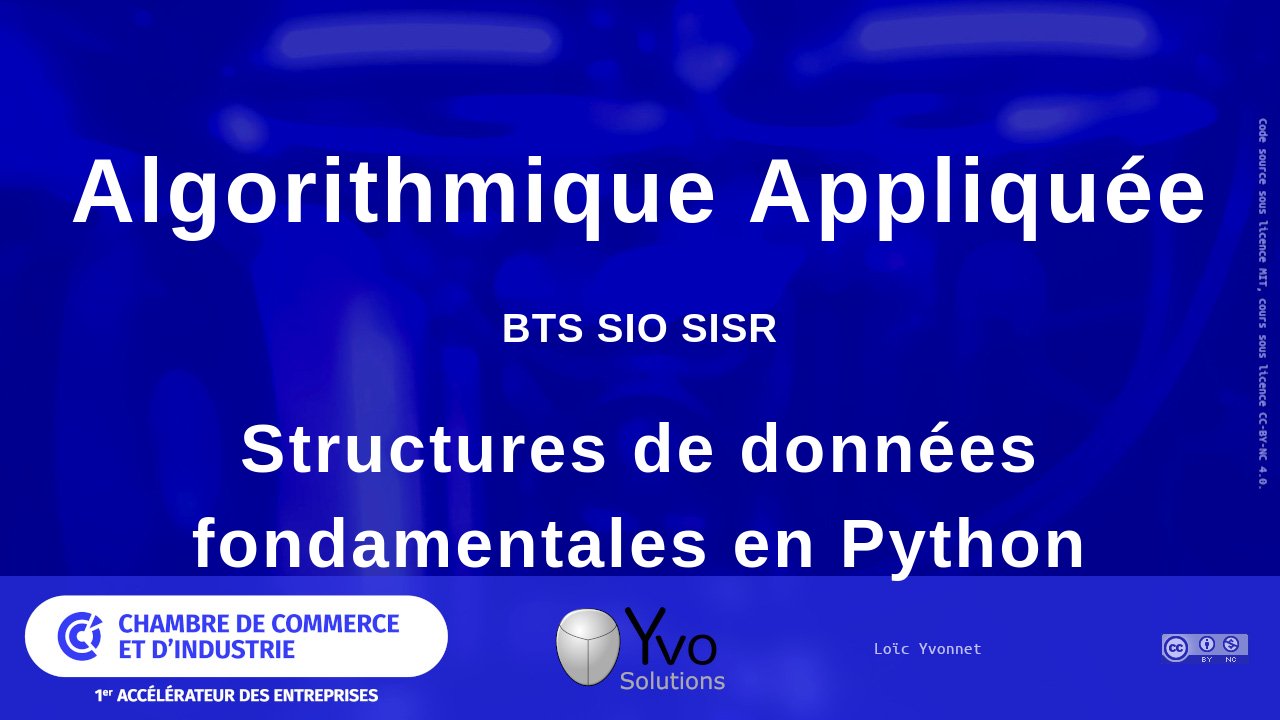 Algorithmique Appliquée
BTS SIO SISR
Structures de données
fondamentales en Python
CHAMBRE DE COMMERCE
ET D'INDUSTRIE
1er ACCÉLÉRATEUR DES ENTREPRISES
Yvo
Solutions
Loïc Yvonnet
cc
BY NC
Code source sous licence MIT, cours sous licence CC-BY-NC 4.0.